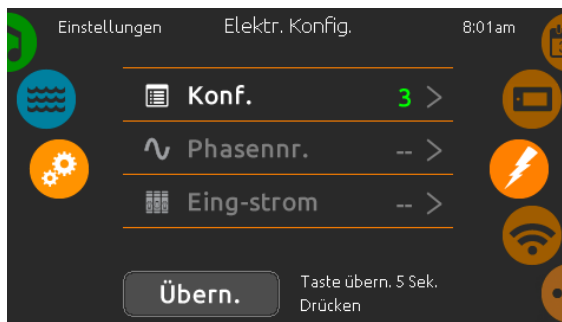 Einstellungen Elektr. Konfig. 8:01am
Konf. 3 >
Phasennr. -- >
Eing-strom -- >
Übern. Taste übern. 5 Sek.
Drücken